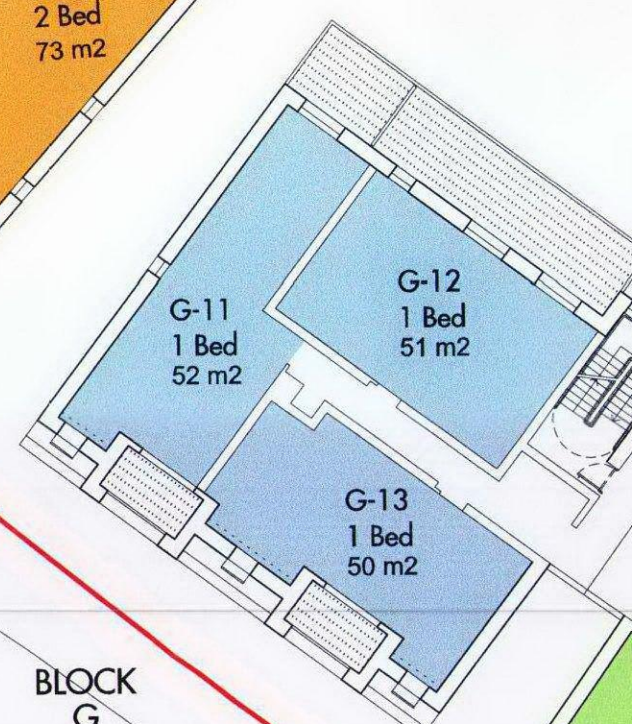 2 Bed
73 m2
G-12
1 Bed
51 m2
G-11
1 Bed
52 m2
G-13
1 Bed
50 m2
BLOCK
G